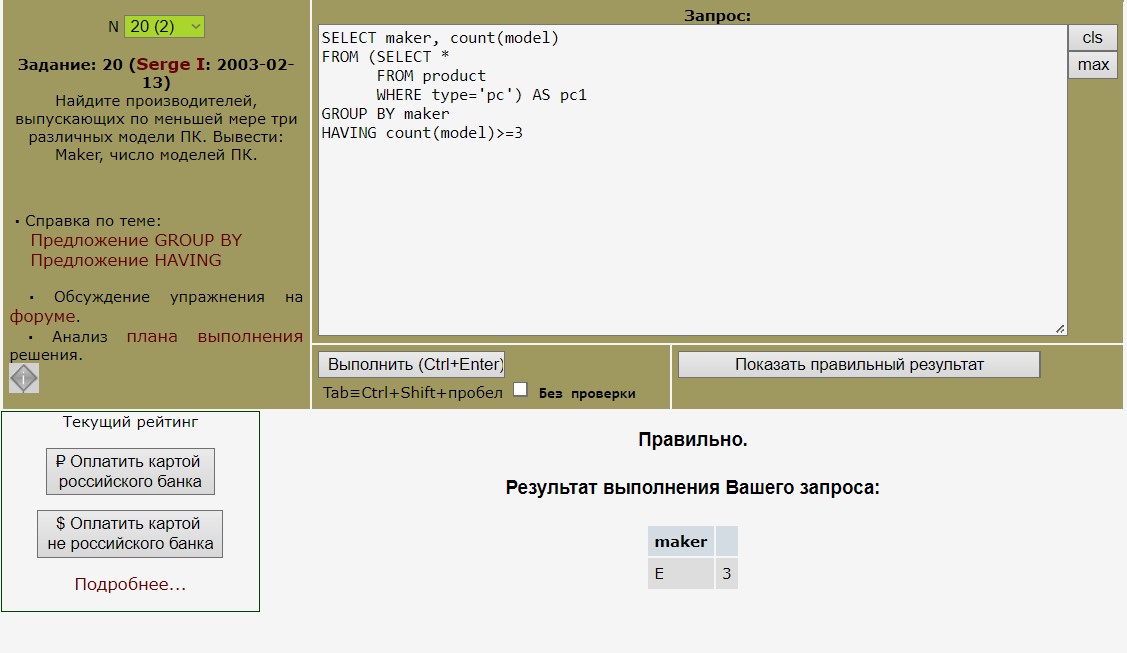 N 20 (2)
Задание: 20 (Serge I: 2003-02-
13)
Найдите производителей,
выпускающих по меньшей мере три
различных модели ПК. Вывести:
Maker, число моделей ПК.
• Справка по теме:
Предложение GROUP BY
Предложение HAVING
• Обсуждение упражнения на
форуме.
• Анализ плана выполнения
решения.
Запрос:
SELECT maker, count(model)
FROM (SELECT *
FROM product
WHERE type='pc') AS pc1
GROUP BY maker
HAVING count(model)>=3
cls
max
Выполнить (Ctrl+Enter)
Tab≡Ctrl+Shift+пробел Без проверки
Показать правильный результат
Текущий рейтинг
₽ Оплатить картой
российского банка
$ Оплатить картой
не российского банка
Подробнее...
Правильно.
Результат выполнения Вашего запроса:
maker
E 3